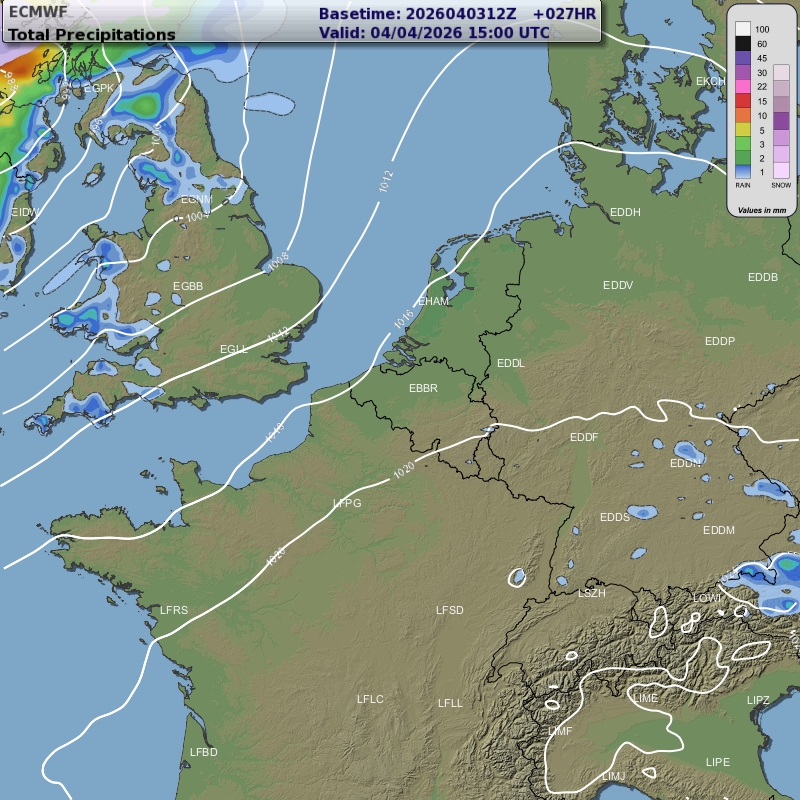 ECMWF
Basetime: 2026040312Z +027HR
Total Precipitations
Valid: 04/04/2026 15:00 UTC
100
60
45
30
22
15
10
5
3
2
1
RAIN
SNOW
Values in mm
EGPK
EKCH
EGNM
EIDW
EDDH
1012
1008
EGBB
EDDV
EDDB
EHAM
1016
1012
EGLL
EDDP
EDDL
EBBR
1016
EDDF
1020
EDDN
LFPG
EDDS
EDDM
1020
LSZH
LOWI
LFRS
LFSD
LFLC
LFLL
LIME
LIPZ
LIMF
LFBD
LIPE
LIMJ